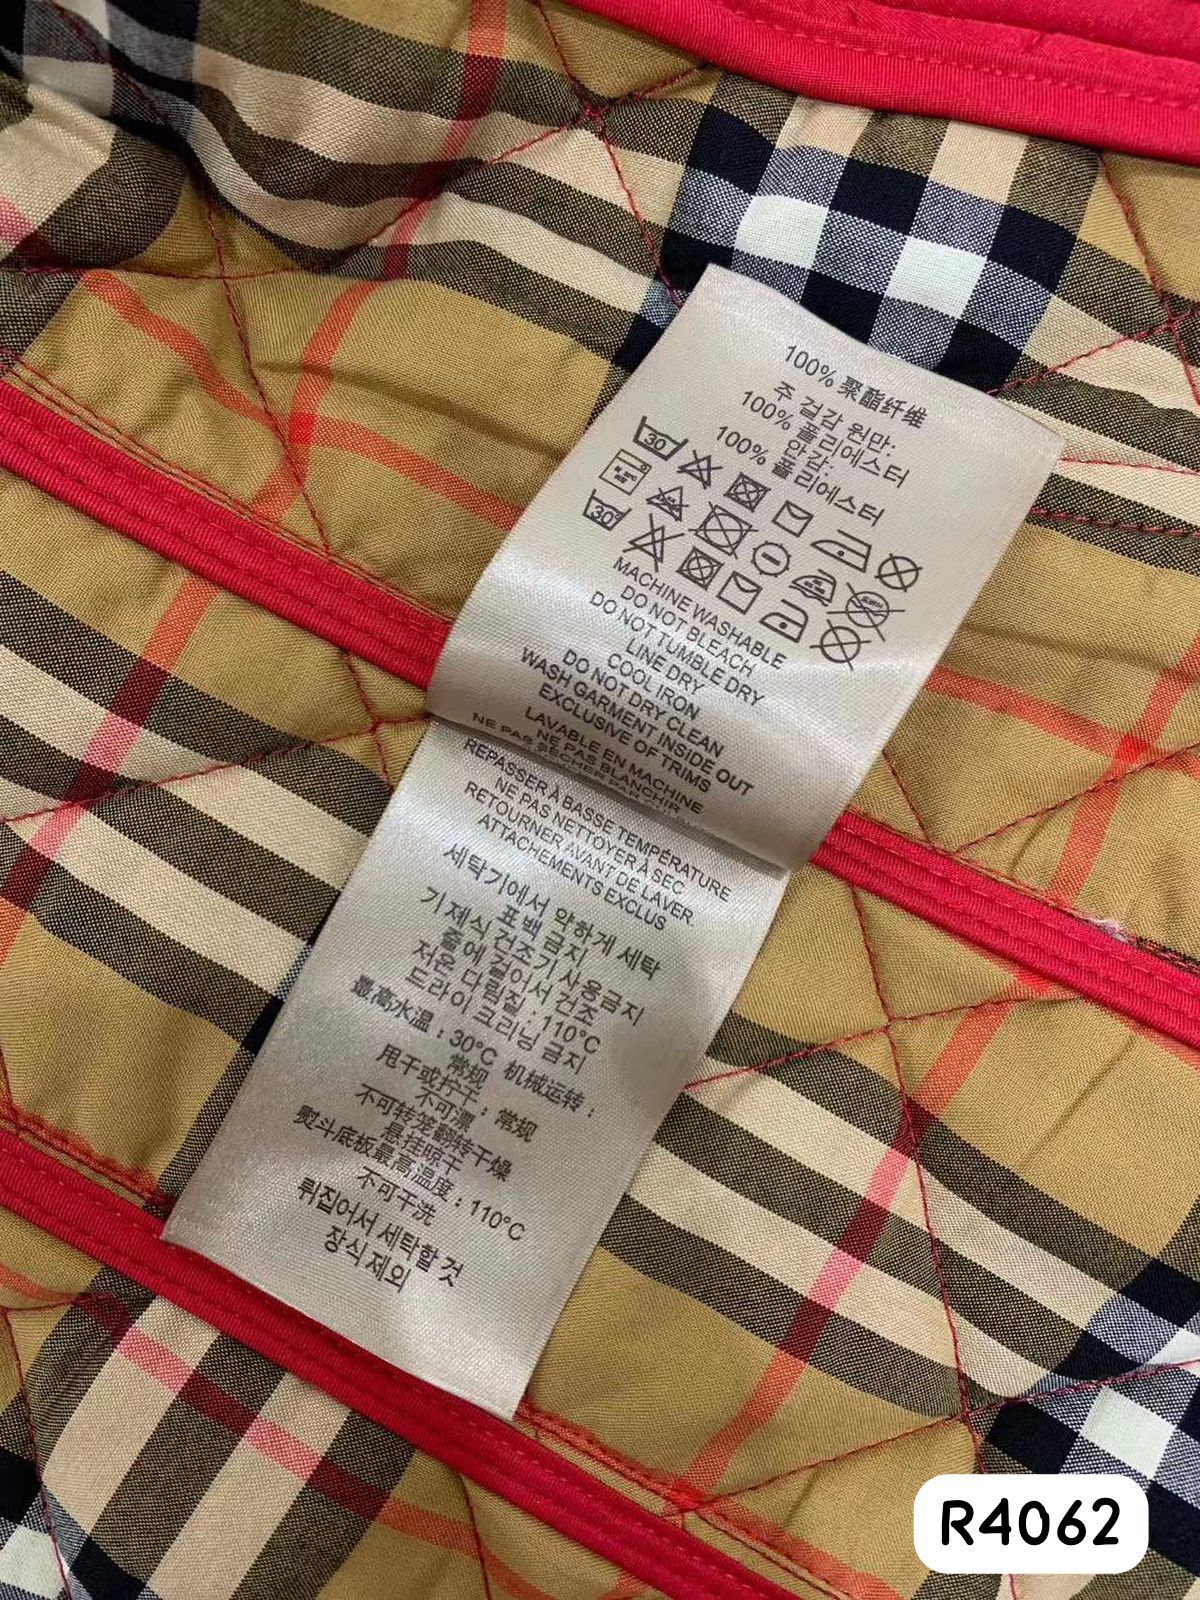 100% 聚酯纤维
주 겉감 원만:
100% 폴리에스터
안감:
100% 폴리에스터
30
30
MACHINE WASHABLE
DO NOT BLEACH
DO NOT TUMBLE DRY
LINE DRY
COOL IRON
DO NOT DRY CLEAN
WASH GARMENT INSIDE OUT
EXCLUSIVE OF TRIMS
LAVABLE EN MACHINE
NE PAS BLANCHIR
NE PAS SÉCHER PAR
REPASSER À BASSE TEMPÉRATURE
NE PAS NETTOYER À SEC
RETOURNER AVANT DE LAVER.
ATTACHEMENTS EXCLUS
세탁기에서 약하게 세탁
표백 금지
기계식 건조기 사용금지
줄에 걸어서 건조
저온 다림질 : 110°C
드라이 크리닝 금지
最高水温 : 30°C 机械运转 :
常规
甩干或拧干 : 常规
不可漂
不可转笼翻转干燥
悬挂晾干
熨斗底板最高温度 : 110°C
不可干洗
뒤집어서 세탁할 것
장식 제외
R4062